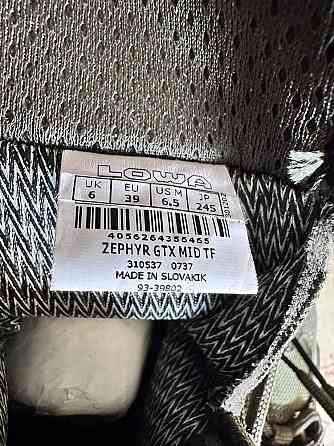 LOWA
UK EU US M JP
6 39 6.5 245
4056264356465
ZEPHYR GTX MID TF
310537 0737
MADE IN SLOVAKIK
93-39802